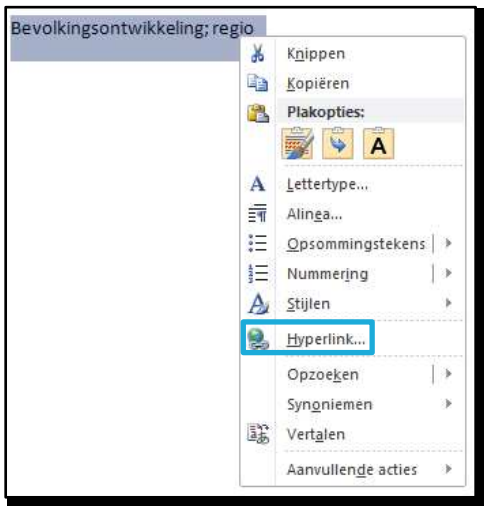 Bevolkingsontwikkeling; regio
Knippen
Kopiëren
Plakopties:
A
A Lettertype...
Alinea...
Opsommingstekens
Nummering
Stijlen
Hyperlink...
Opzoeken
Synoniemen
Vertalen
Aanvullende acties